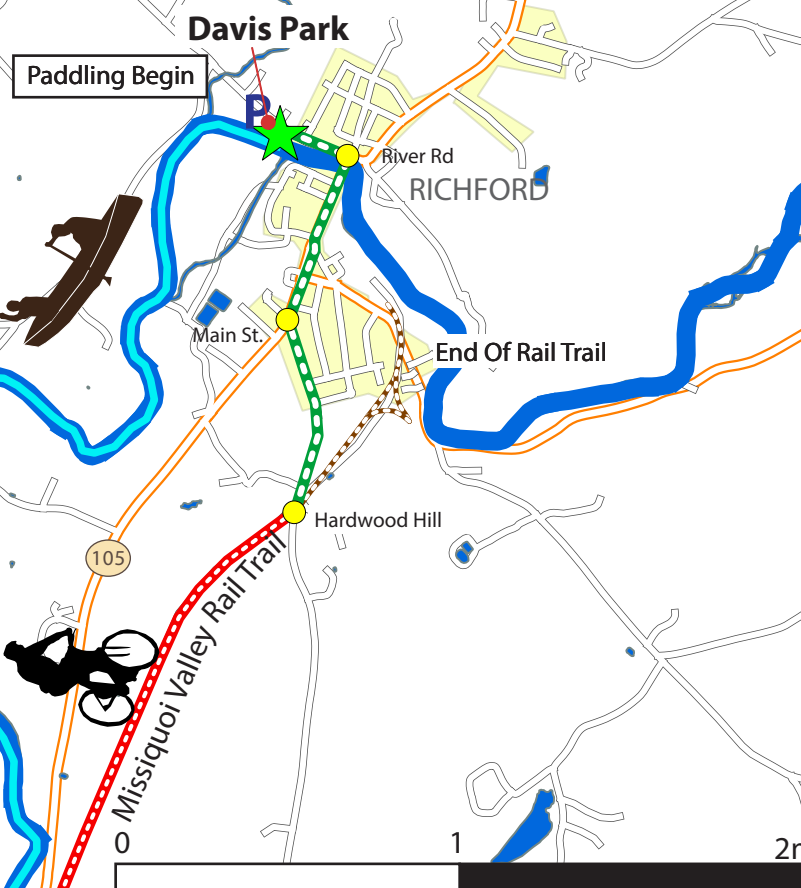 Davis Park
Paddling Begin
P
River Rd
RICHFORD
Main St.
End Of Rail Trail
Hardwood Hill
105
Missiquoi Valley Rail Trail
0 1 2m